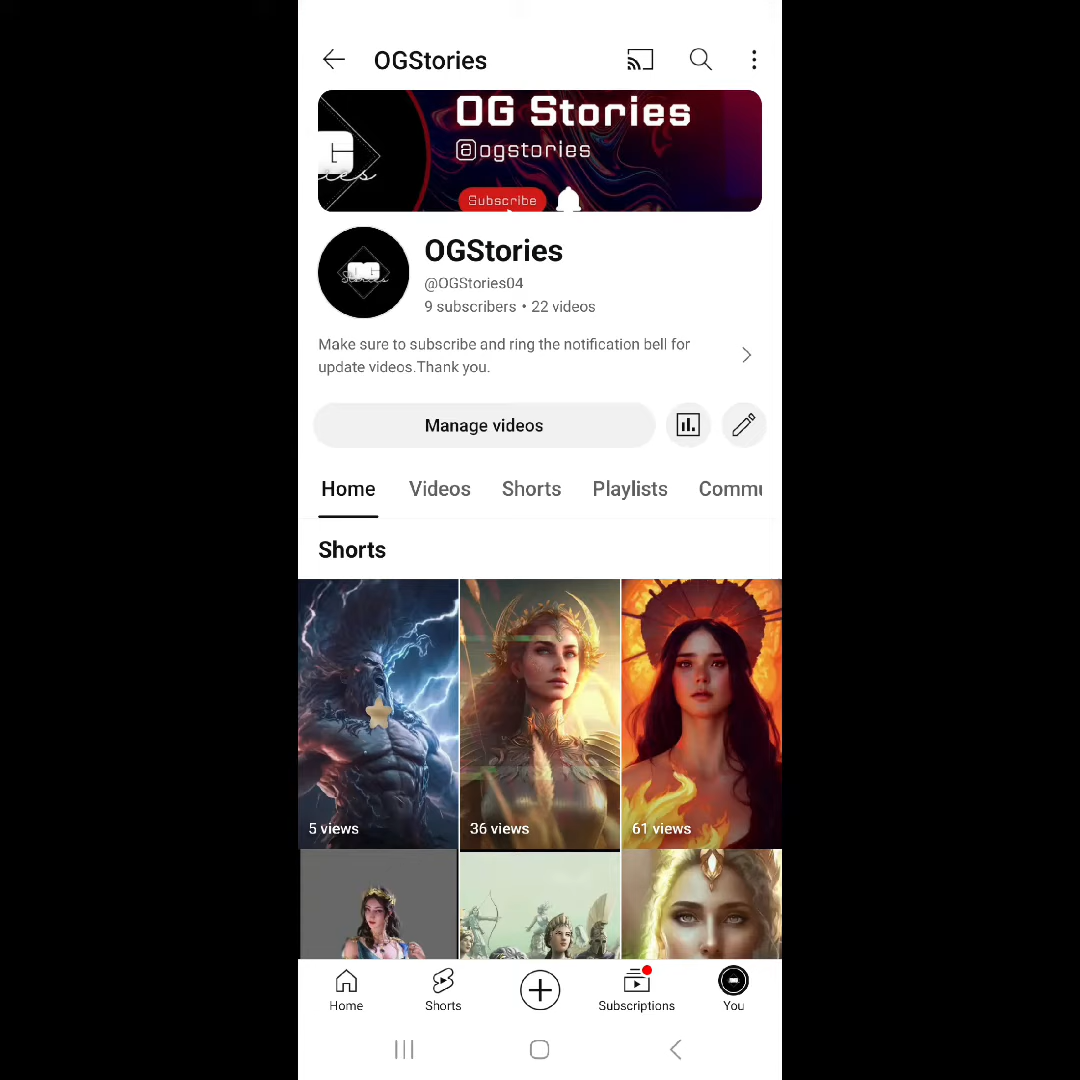 OGStories
OG Stories
@ogstories
Subscribe
OGStories
@OGStories04
9 subscribers • 22 videos
Make sure to subscribe and ring the notification bell for
update videos.Thank you.
Manage videos
Home Videos Shorts Playlists Commu
Shorts
5 views 36 views 61 views
Home Shorts Subscriptions You